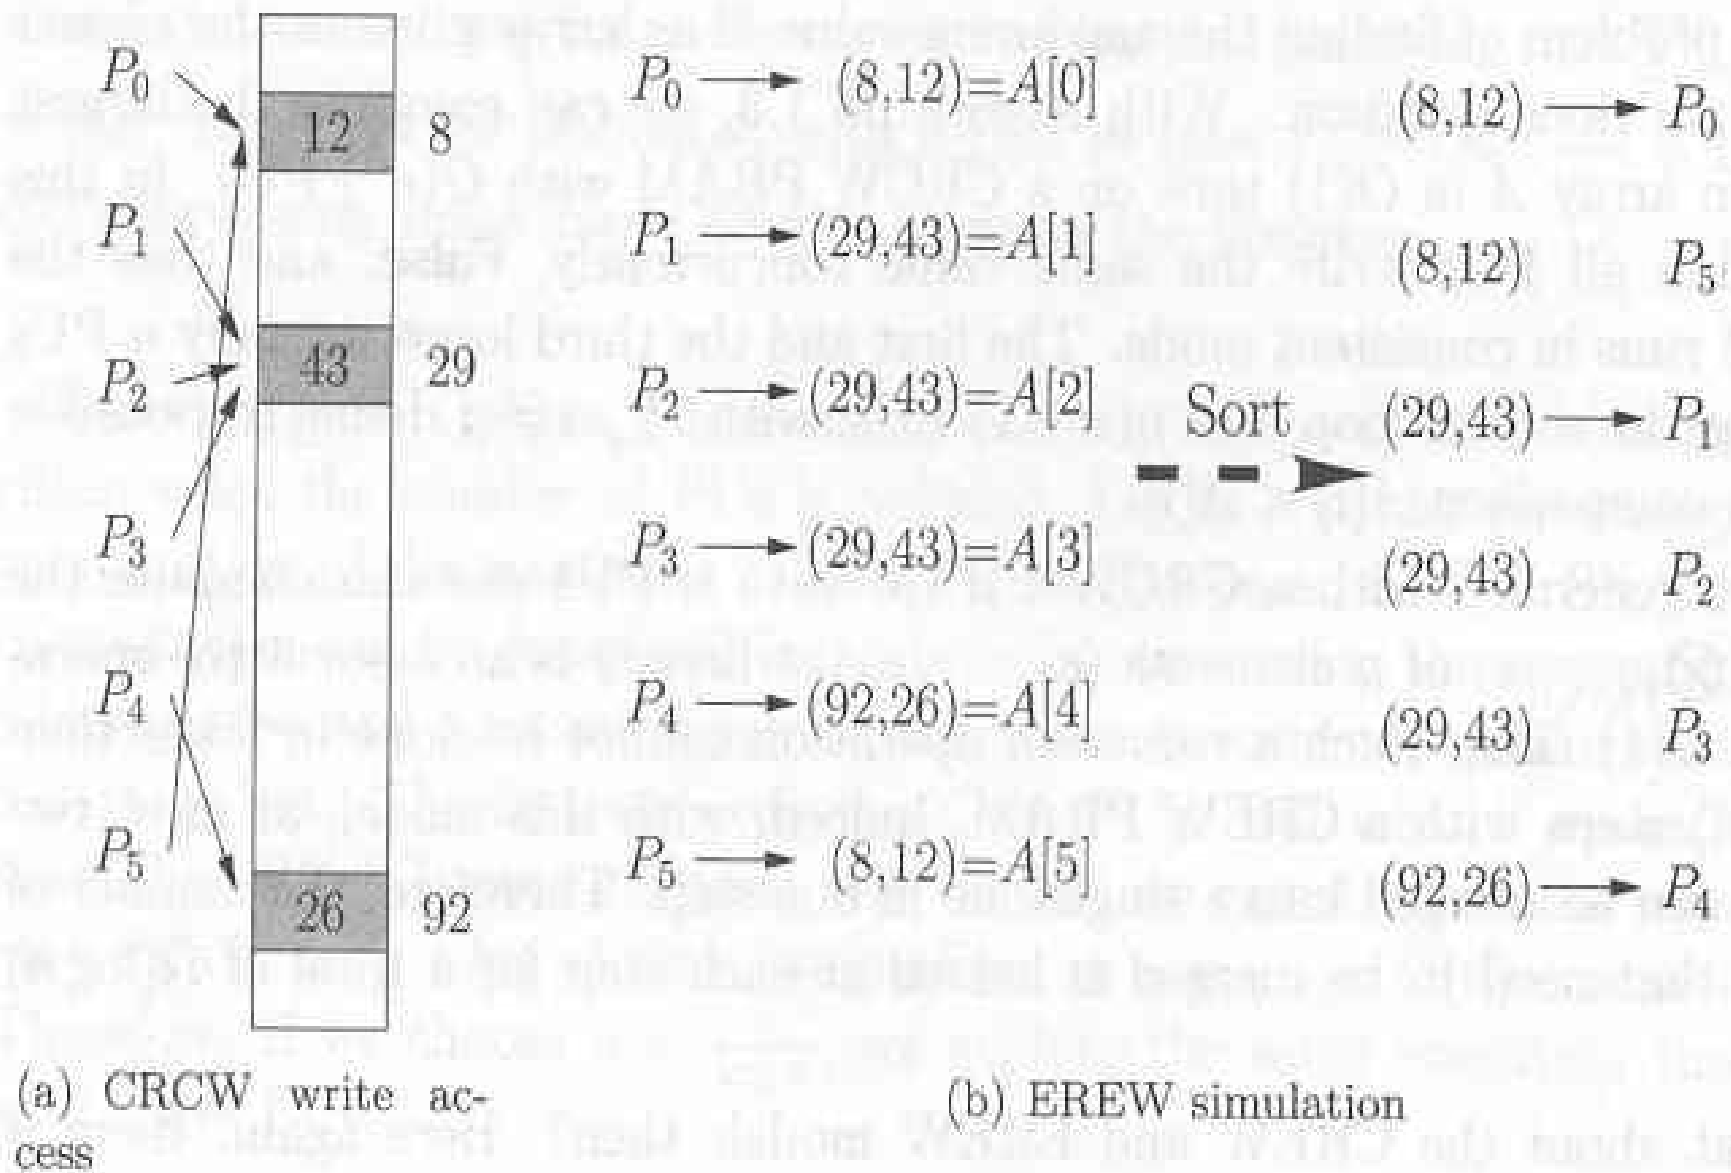 P0
P1
P2
P3
P4
P5
12 8
43 29
26 92
(a) CRCW write ac-
cess
P0 (8,12)=A[0]
P1 (29,43)=A[1]
P2 (29,43)=A[2]
P3 (29,43)=A[3]
P4 (92,26)=A[4]
P5 (8,12)=A[5]
Sort
(8,12) P0
(8,12) P5
(29,43) P1
(29,43) P2
(29,43) P3
(92,26) P4
(b) EREW simulation